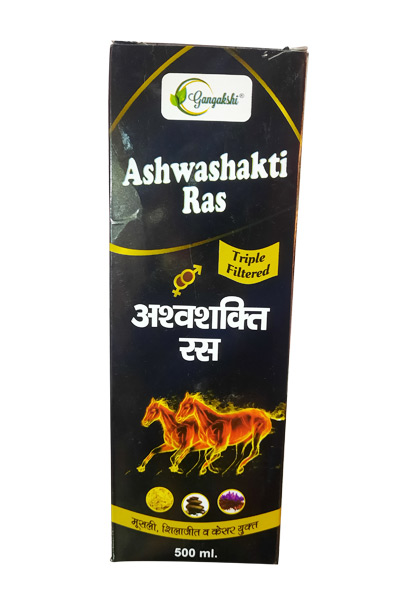 Gangakshi®
Ashwashakti
Ras
Triple
Filtered
अश्वशक्ति
रस
मूसली, शिलाजीत व केसर युक्त
500 ml.